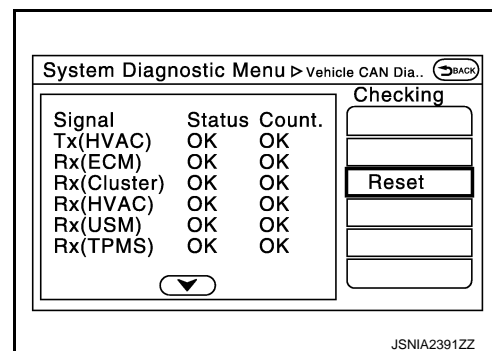 System Diagnostic Menu ▷ Vehicle CAN Dia.. BACK
Checking
Signal Status Count.
Tx(HVAC) OK OK
Rx(ECM) OK OK
Rx(Cluster) OK OK
Reset
Rx(HVAC) OK OK
Rx(USM) OK OK
Rx(TPMS) OK OK
JSNIA2391ZZ